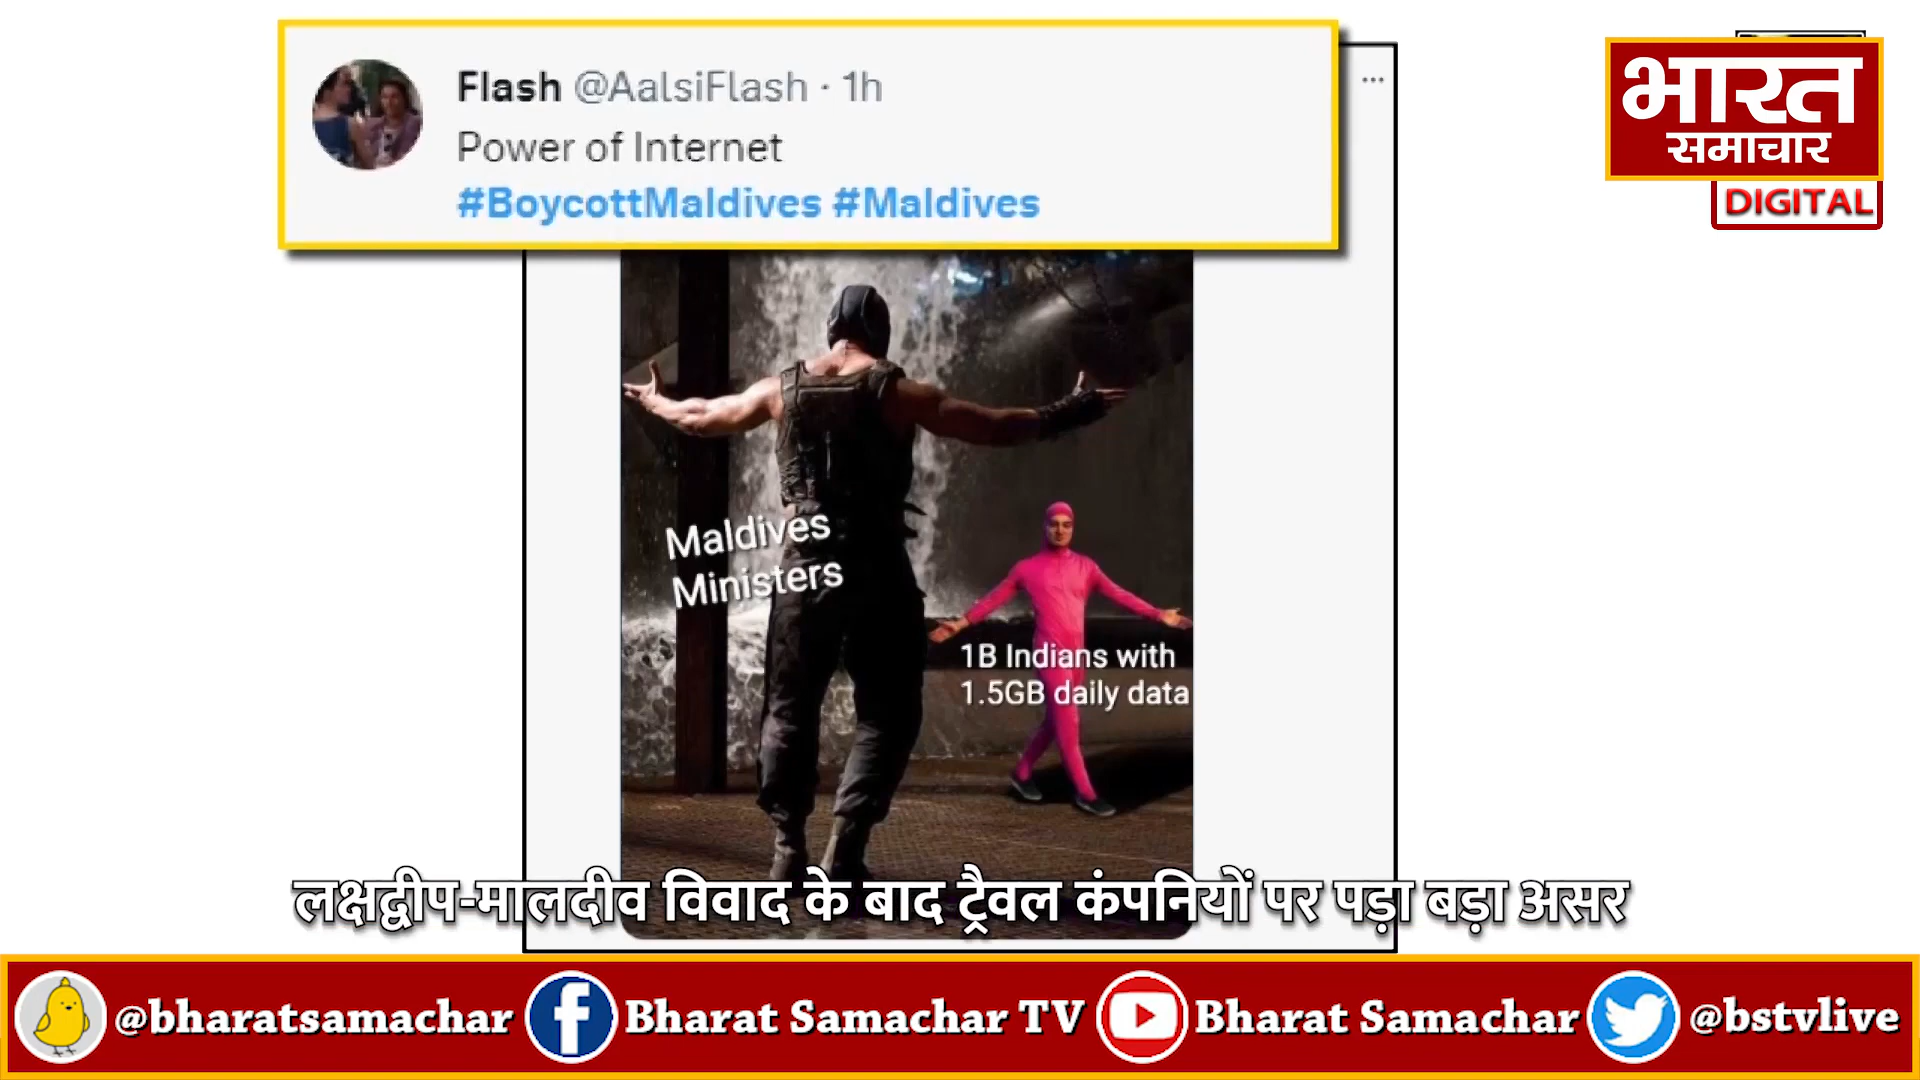 Flash @AalsiFlash · 1h
Power of Internet
#BoycottMaldives #Maldives
भारत
समाचार
DIGITAL
Maldives
Ministers
1B Indians with
1.5GB daily data
लक्षद्वीप-मालदीव विवाद के बाद ट्रैवल कंपनियों पर पड़ा बड़ा असर
@bharatsamachar Bharat Samachar TV Bharat Samachar @bstvlive